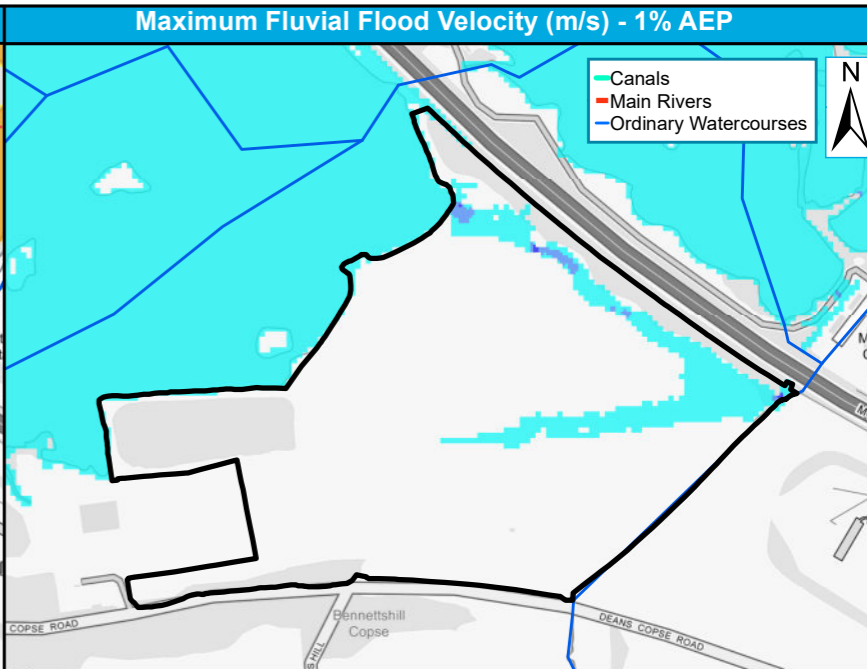 Maximum Fluvial Flood Velocity (m/s) - 1% AEP
Canals
Main Rivers
Ordinary Watercourses
N
Bennettshill
Copse
COPSE ROAD
DEANS COPSE ROAD